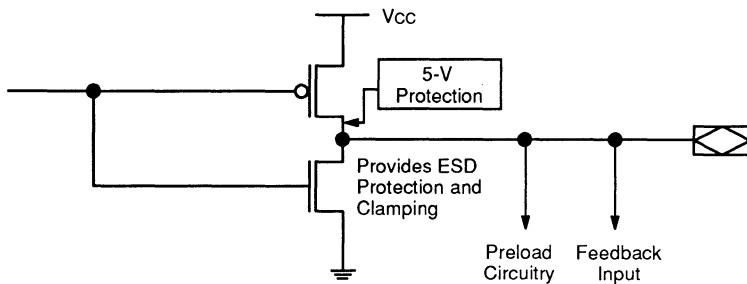 VCC
5-V
Protection
Provides ESD
Protection and
Clamping
Preload
Circuitry
Feedback
Input